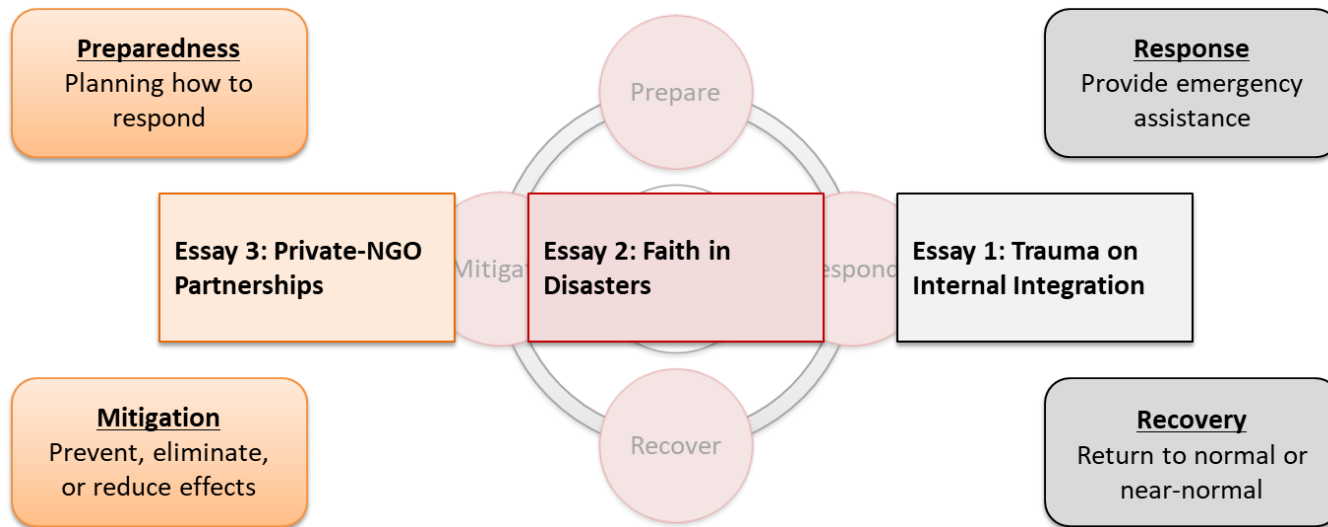 Preparedness
Planning how to
respond
Prepare
Response
Provide emergency
assistance
Essay 3: Private-NGO
Partnerships
Mitigat
Essay 2: Faith in
Disasters
espond
Essay 1: Trauma on
Internal Integration
Mitigation
Prevent, eliminate,
or reduce effects
Recover
Recovery
Return to normal or
near-normal